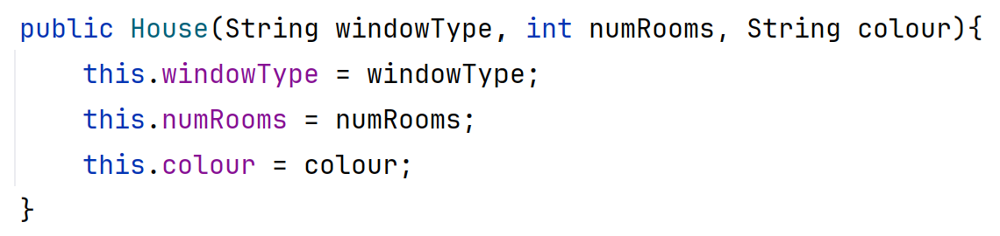 public House(String windowType, int numRooms, String colour){
    this.windowType = windowType;
    this.numRooms = numRooms;
    this.colour = colour;
}